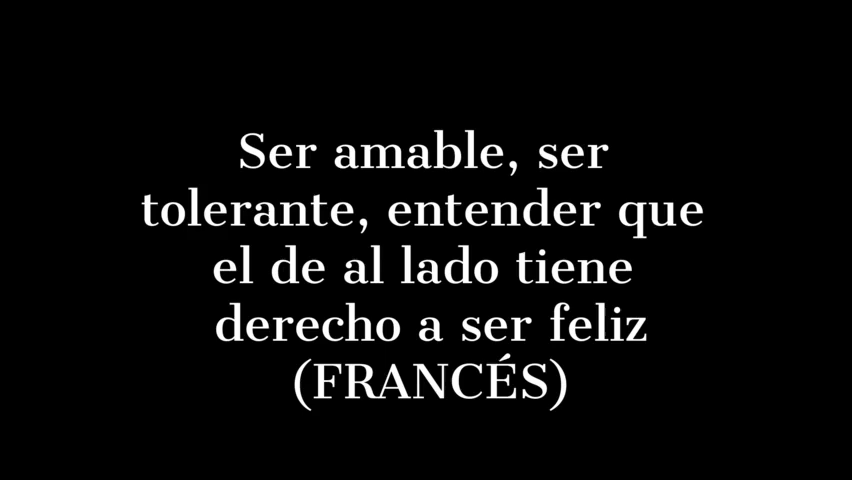 Ser amable, ser
tolerante, entender que
el de al lado tiene
derecho a ser feliz
(FRANCÉS)